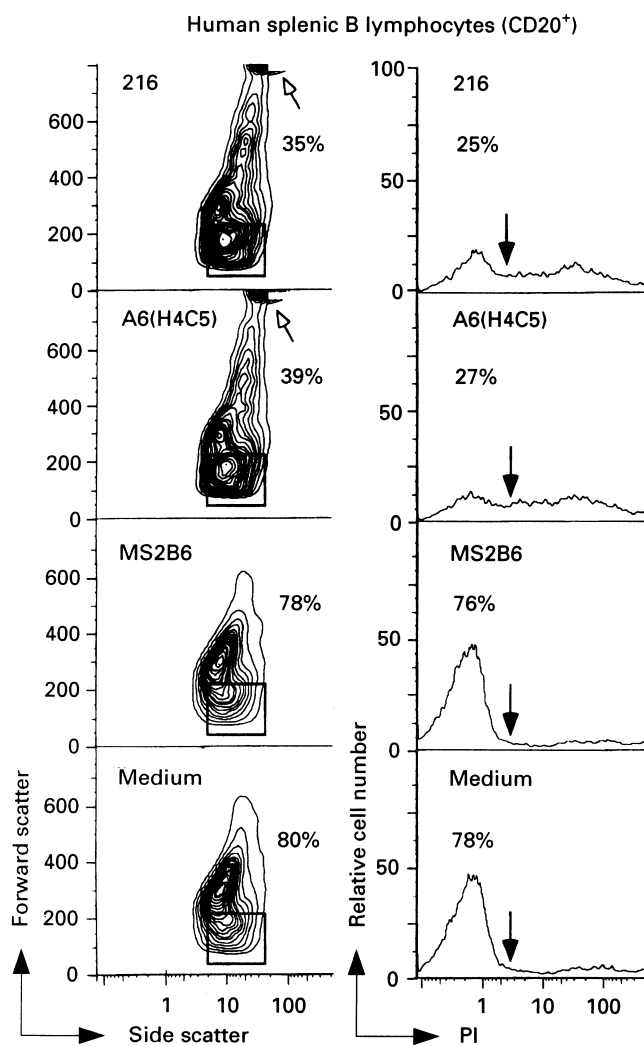 Human splenic B lymphocytes (CD20+)
216
35%
600
400
200
0
A6(H4C5)
39%
600
400
200
0
MS2B6
78%
600
400
200
0
Medium
80%
600
400
200
0
1 10 100
Forward scatter
Side scatter
100
216
25%
50
0
A6(H4C5)
27%
50
0
MS2B6
76%
50
0
Medium
78%
50
0
1 10 100
Relative cell number
PI